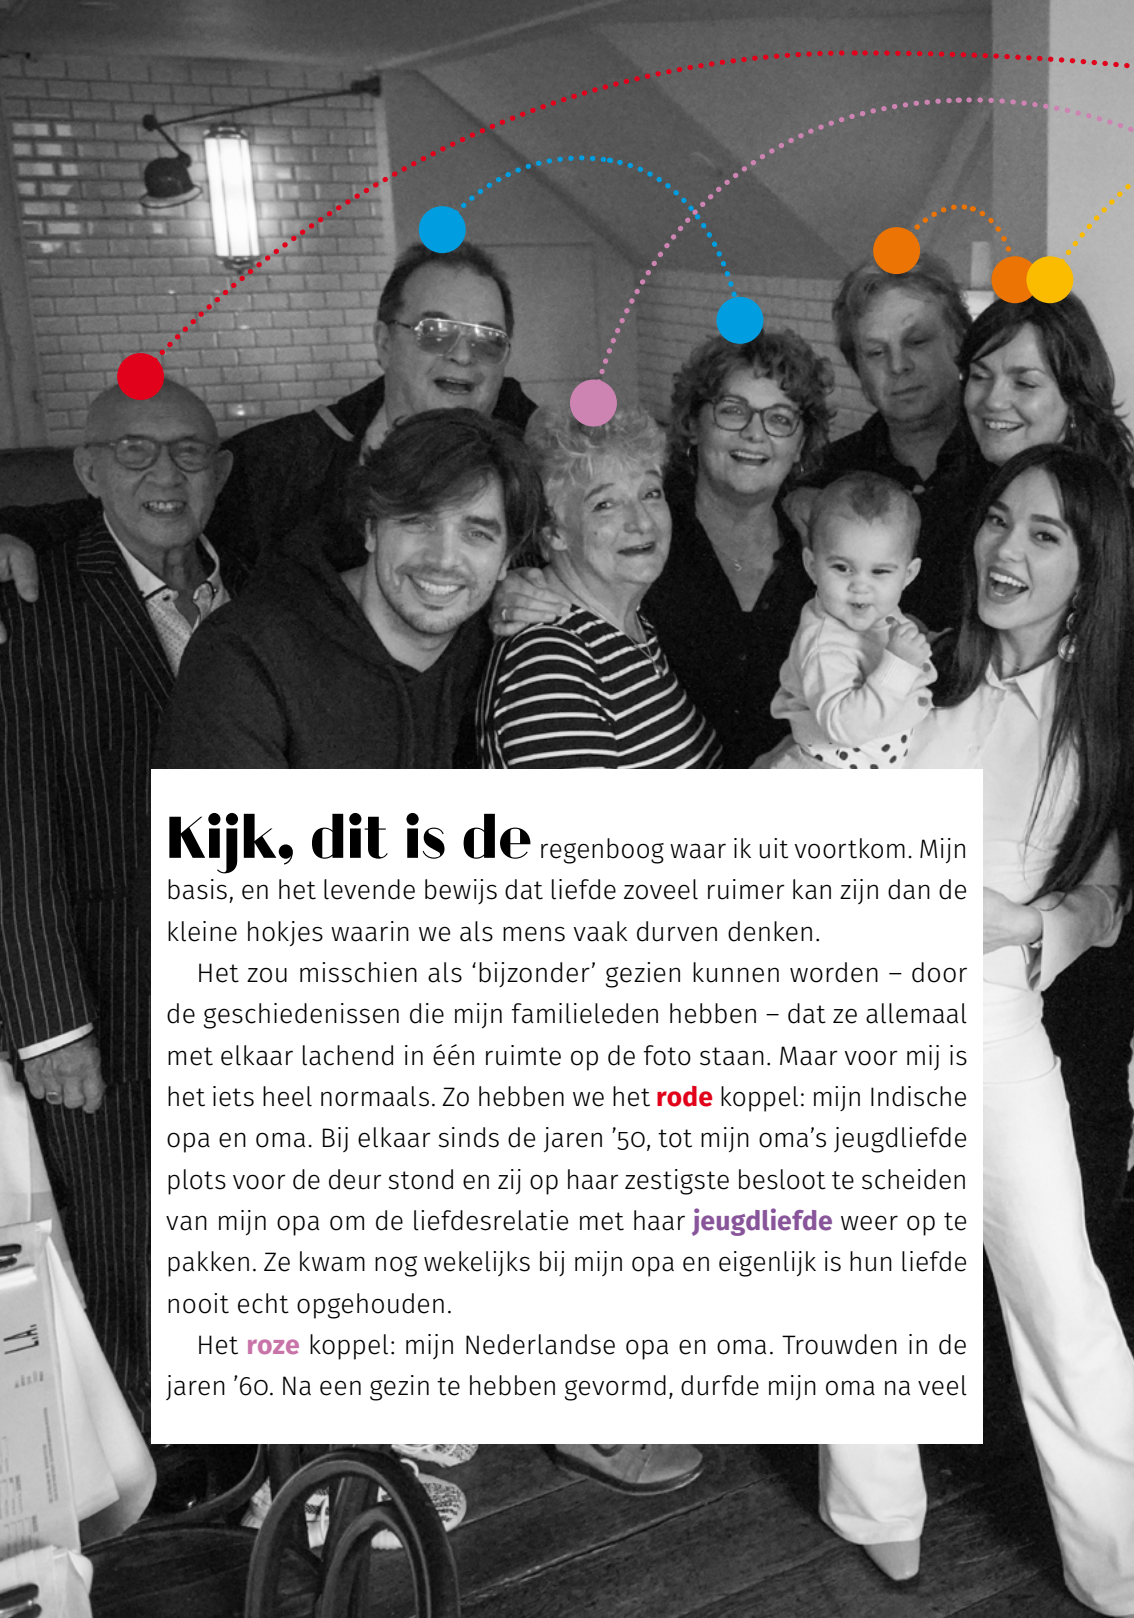 Kijk, dit is de regenboog waar ik uit voortkom. Mijn
basis, en het levende bewijs dat liefde zoveel ruimer kan zijn dan de
kleine hokjes waarin we als mens vaak durven denken.
Het zou misschien als ‘bijzonder’ gezien kunnen worden – door
de geschiedenissen die mijn familieleden hebben – dat ze allemaal
met elkaar lachend in één ruimte op de foto staan. Maar voor mij is
het iets heel normaals. Zo hebben we het rode koppel: mijn Indische
opa en oma. Bij elkaar sinds de jaren ’50, tot mijn oma’s jeugdliefde
plots voor de deur stond en zij op haar zestigste besloot te scheiden
van mijn opa om de liefdesrelatie met haar jeugdliefde weer op te
pakken. Ze kwam nog wekelijks bij mijn opa en eigenlijk is hun liefde
nooit echt opgehouden.
Het roze koppel: mijn Nederlandse opa en oma. Trouwden in de
jaren ’60. Na een gezin te hebben gevormd, durfde mijn oma na veel
L.A.